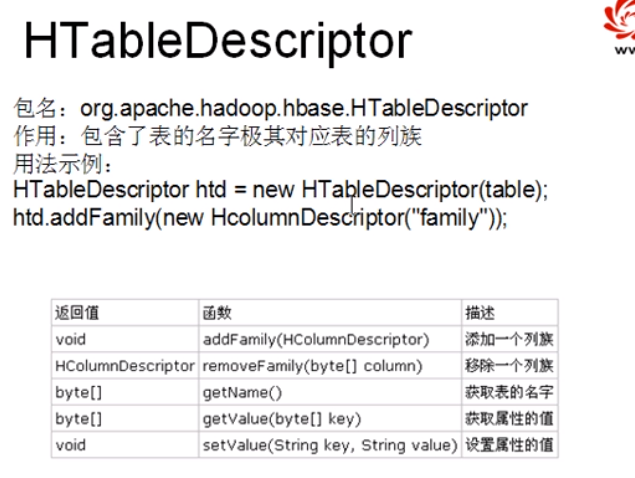 HTableDescriptor
包名：org.apache.hadoop.hbase.HTableDescriptor
作用：包含了表的名字极其对应表的列族
用法示例：
HTableDescriptor htd = new HTableDescriptor(table);
htd.addFamily(new HcolumnDescriptor("family"));
返回值 函数 描述
void addFamily(HColumnDescriptor) 添加一个列族
HColumnDescriptor removeFamily(byte[] column) 移除一个列族
byte[] getName() 获取表的名字
byte[] getValue(byte[] key) 获取属性的值
void setValue(String key, String value) 设置属性的值